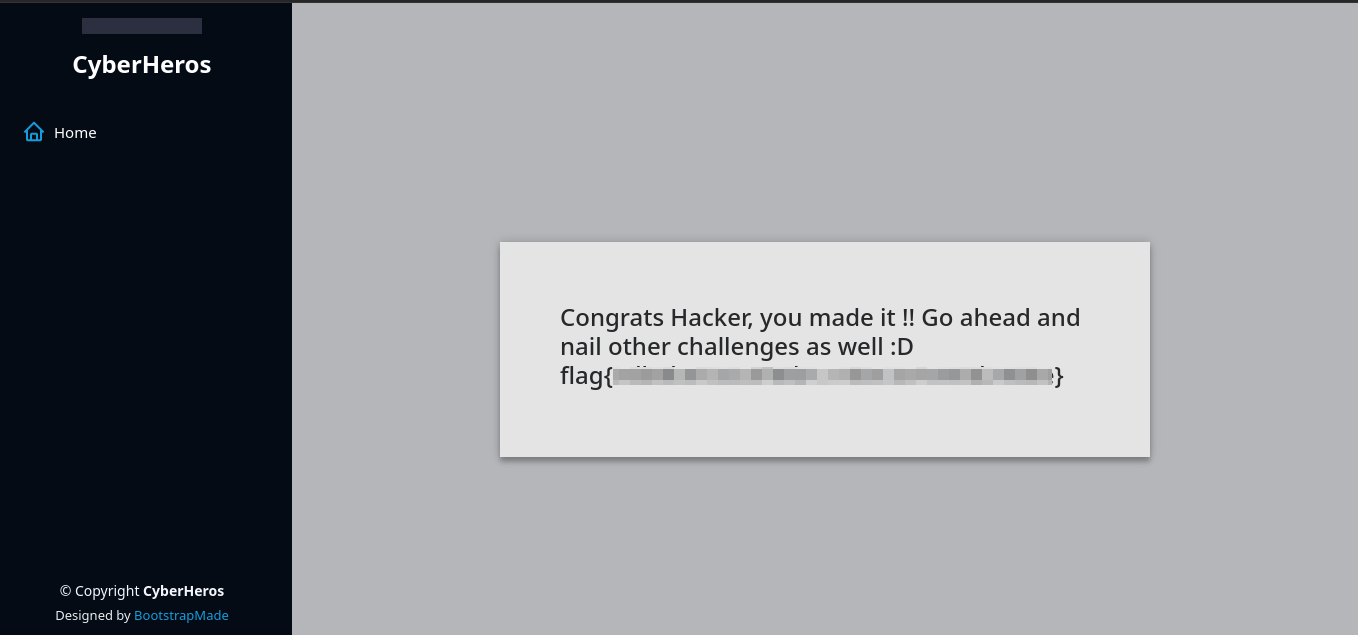 CyberHeros
Home
Congrats Hacker, you made it !! Go ahead and
nail other challenges as well :D
flag{}
© Copyright CyberHeros
Designed by BootstrapMade